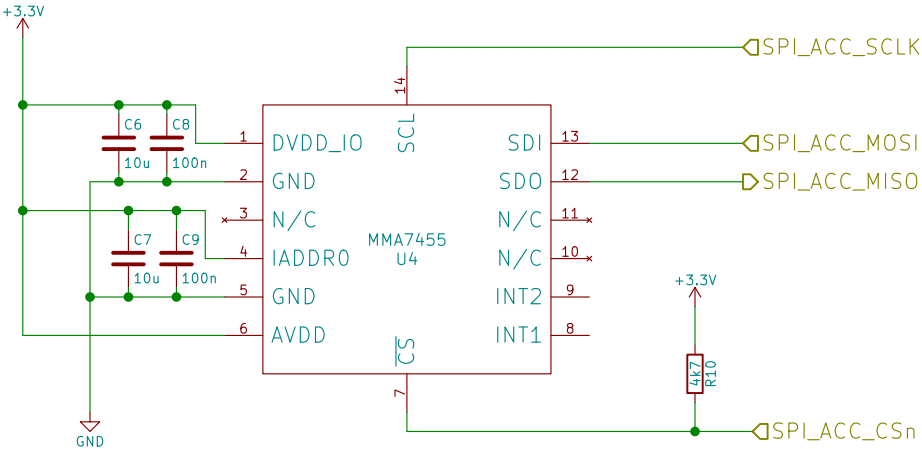 +3.3V
SPI_ACC_SCLK
14
SCL
C6
C8
10u
100n
1
DVDD_IO
SDI
13
SPI_ACC_MOSI
2
GND
SDO
12
SPI_ACC_MISO
3
N/C
N/C
11
C7
C9
10u
100n
4
IADDR0
MMA7455
U4
N/C
10
5
GND
INT2
9
+3.3V
6
AVDD
INT1
8
CS
7
4k7
R10
GND
SPI_ACC_CSn